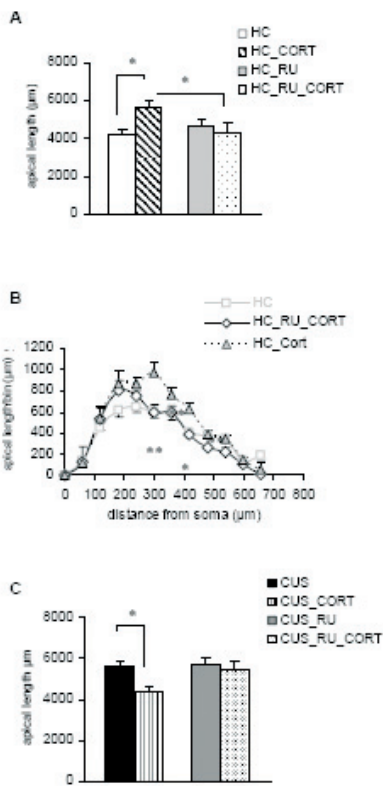 A
HC
HC_CORT
HC_RU
HC_RU_CORT
apical length (µm)
8000
6000
4000
2000
0
*
*
B
HC
HC_RU_CORT
HC_Cort
apical length/bin (µm)
1200
1000
800
600
400
200
0
**
*
0 100 200 300 400 500 600 700 800
distance from soma (µm)
C
CUS
CUS_CORT
CUS_RU
CUS_RU_CORT
apical length µm
8000
6000
4000
2000
0
*